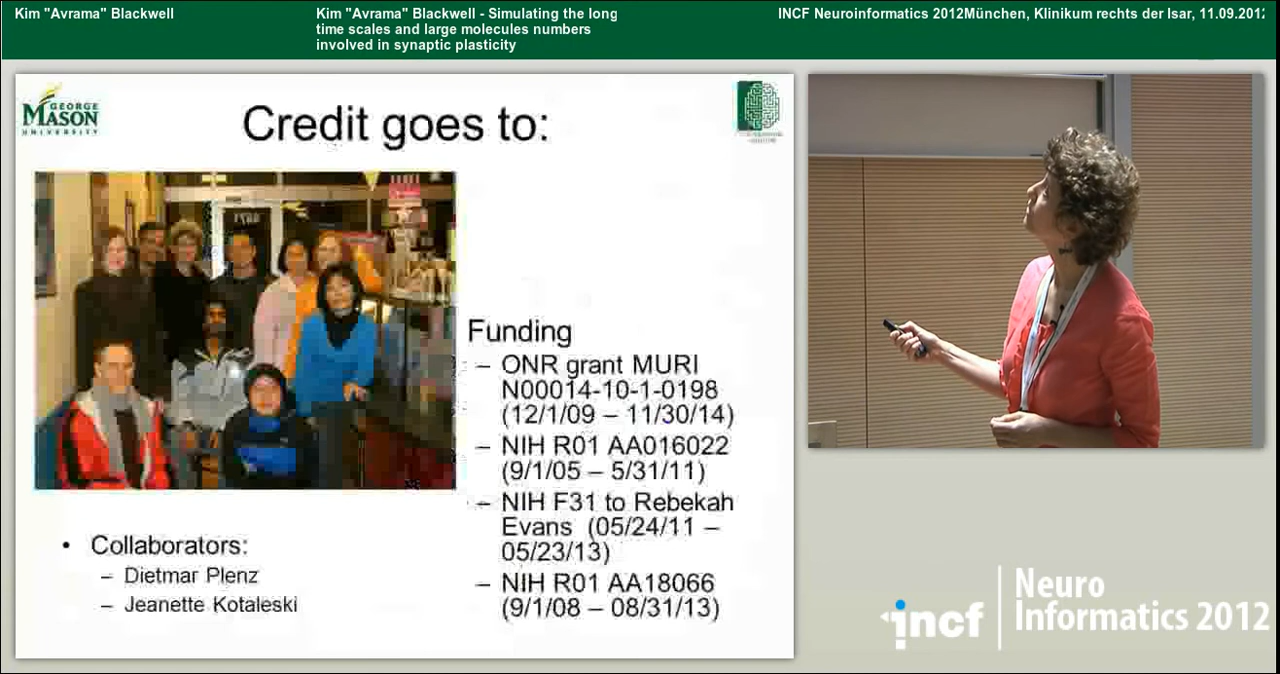 Kim "Avrama" Blackwell
Kim "Avrama" Blackwell - Simulating the long
time scales and large molecules numbers
involved in synaptic plasticity
INCF Neuroinformatics 2012München, Klinikum rechts der Isar, 11.09.2012
GEORGE
MASON
UNIVERSITY
Credit goes to:
Funding
– ONR grant MURI
N00014-10-1-0198
(12/1/09 – 11/30/14)
– NIH R01 AA016022
(9/1/05 – 5/31/11)
– NIH F31 to Rebekah
Evans (05/24/11 –
05/23/13)
– NIH R01 AA18066
(9/1/08 – 08/31/13)
• Collaborators:
– Dietmar Plenz
– Jeanette Kotaleski
incf
Neuro
Informatics 2012